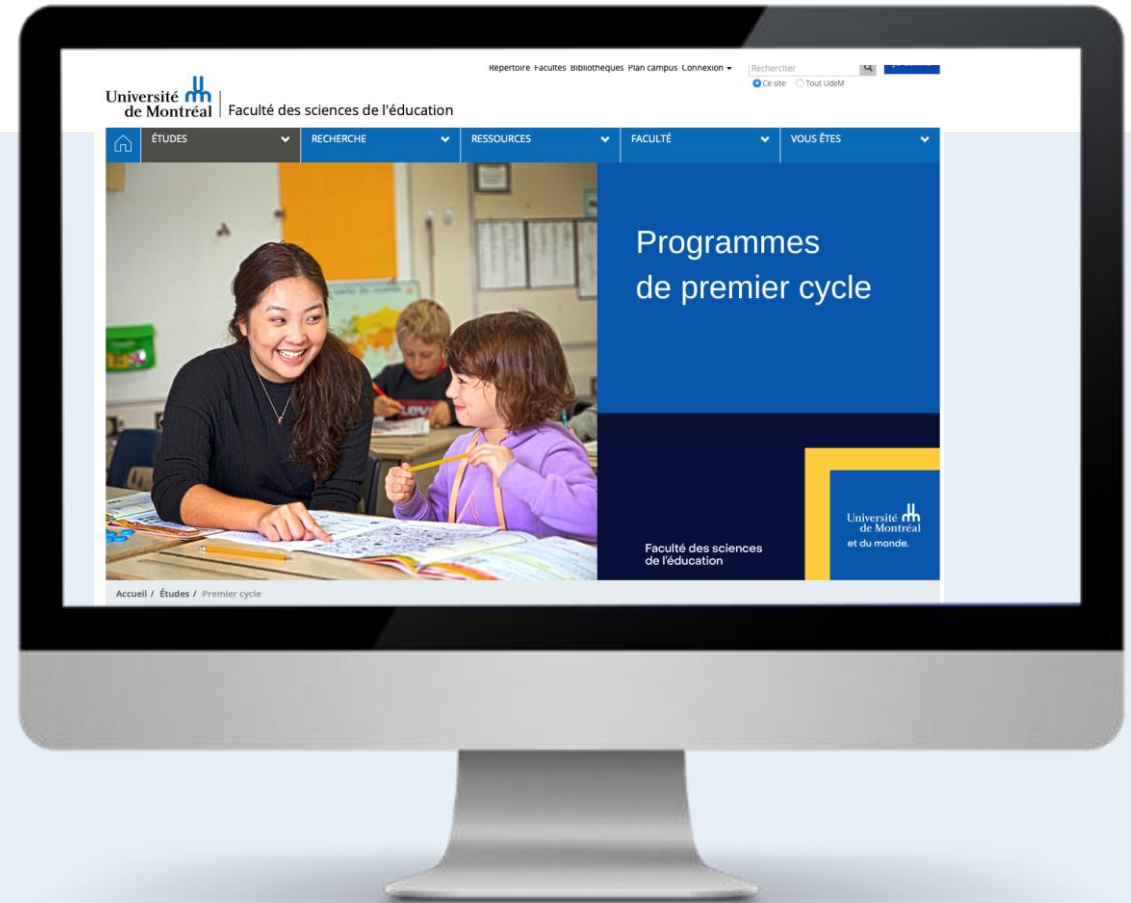 Répertoire Facultés Bibliothèques Plan campus Connexion
Rechercher
Ce site Tout UdeM
Université
de Montréal
Faculté des sciences de l'éducation
ÉTUDES RECHERCHE RESSOURCES FACULTÉ VOUS ÊTES
Programmes
de premier cycle
Faculté des sciences
de l'éducation
Université
de Montréal
et du monde.
Accueil / Études / Premier cycle